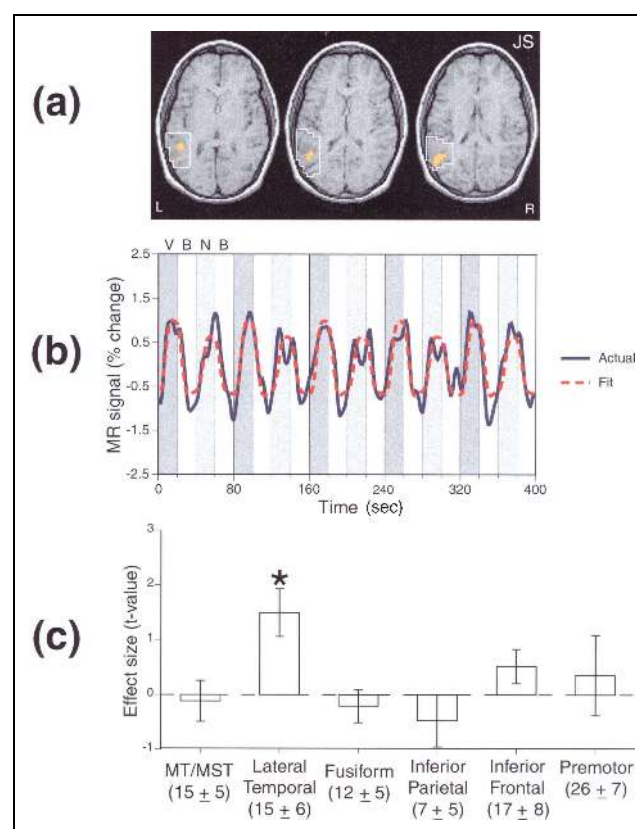 (a)
JS
L
R
(b)
V B N B
2.5
1.5
0.5
-0.5
-1.5
-2.5
MR signal (% change)
0 80 160 240 320 400
Time (sec)
Actual
Fit
(c)
3
2
1
0
-1
Effect size (t-value)
*
MT/MST
(15 ± 5)
Lateral
Temporal
(15 ± 6)
Fusiform
(12 ± 5)
Inferior
Parietal
(7 ± 5)
Inferior
Frontal
(17 ± 8)
Premotor
(26 ± 7)